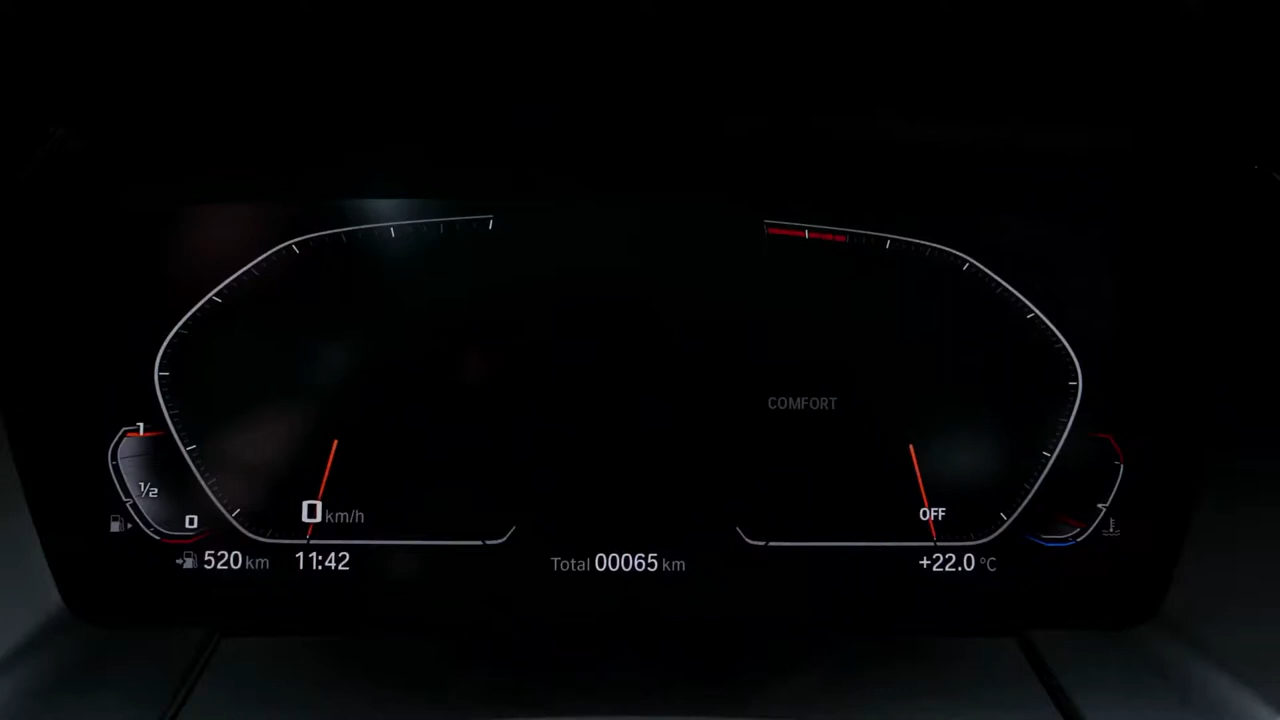 COMFORT
1
1/2
0
0 km/h
OFF
520 km
11:42
Total 00065 km
+22.0 °C